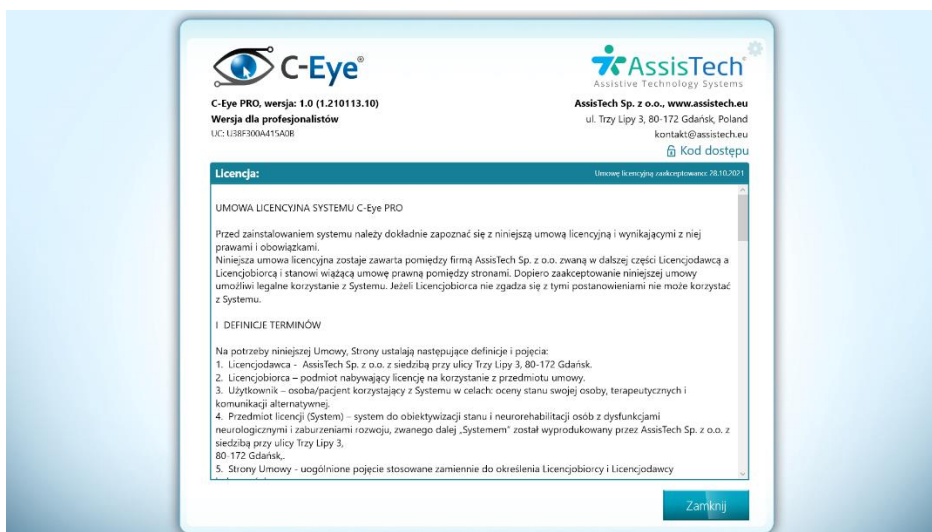 C-Eye®
AssisTech®
Assistive Technology Systems
C-Eye PRO, wersja: 1.0 (1.210113.10)
Wersja dla profesjonalistów
UC: U38F300A415A0B
AssisTech Sp. z o.o., www.assistech.eu
ul. Trzy Lipy 3, 80-172 Gdańsk, Poland
kontakt@assistech.eu
Kod dostępu
Licencja:
Umowę licencyjną zaakceptowano: 28.10.2021
UMOWA LICENCYJNA SYSTEMU C-Eye PRO
Przed zainstalowaniem systemu należy dokładnie zapoznać się z niniejszą umową licencyjną i wynikającymi z niej
prawami i obowiązkami.
Niniejsza umowa licencyjna zostaje zawarta pomiędzy firmą AssisTech Sp. z o.o. zwaną w dalszej części Licencjodawcą a
Licencjobiorcą i stanowi wiążącą umowę prawną pomiędzy stronami. Dopiero zaakceptowanie niniejszej umowy
umożliwi legalne korzystanie z Systemu. Jeżeli Licencjobiorca nie zgadza się z tymi postanowieniami nie może korzystać
z Systemu.
I DEFINICJE TERMINÓW
Na potrzeby niniejszej Umowy, Strony ustalają następujące definicje i pojęcia:
1. Licencjodawca - AssisTech Sp. z o.o. z siedzibą przy ulicy Trzy Lipy 3, 80-172 Gdańsk.
2. Licencjobiorca – podmiot nabywający licencję na korzystanie z przedmiotu umowy.
3. Użytkownik – osoba/pacjent korzystający z Systemu w celach: oceny stanu swojej osoby, terapeutycznych i
komunikacji alternatywnej.
4. Przedmiot licencji (System) – system do obiektywizacji stanu i neurorehabilitacji osób z dysfunkcjami
neurologicznymi i zaburzeniami rozwoju, zwanego dalej „Systemem” został wyprodukowany przez AssisTech Sp. z o.o. z
siedzibą przy ulicy Trzy Lipy 3,
80-172 Gdańsk,.
5. Strony Umowy - uogólnione pojęcie stosowane zamiennie do określenia Licencjobiorcy i Licencjodawcy
Zamknij